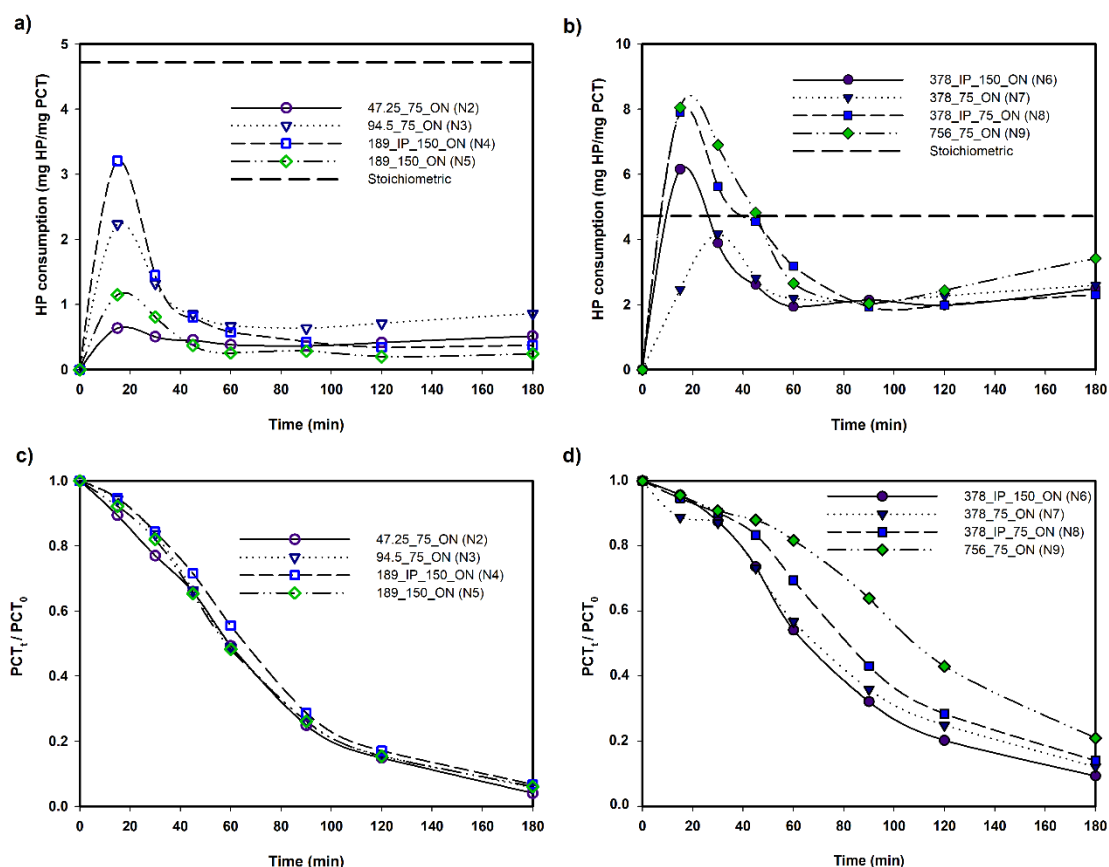 a)
HP consumption (mg HP/mg PCT)
5
4
3
2
1
0
47.25_75_ON (N2)
94.5_75_ON (N3)
189_IP_150_ON (N4)
189_150_ON (N5)
Stoichiometric
0 20 40 60 80 100 120 140 160 180
Time (min)
b)
HP consumption (mg HP/mg PCT)
10
8
6
4
2
0
378_IP_150_ON (N6)
378_75_ON (N7)
378_IP_75_ON (N8)
756_75_ON (N9)
Stoichiometric
0 20 40 60 80 100 120 140 160 180
Time (min)
c)
PCTt / PCT0
1.0
0.8
0.6
0.4
0.2
0.0
47.25_75_ON (N2)
94.5_75_ON (N3)
189_IP_150_ON (N4)
189_150_ON (N5)
0 20 40 60 80 100 120 140 160 180
Time (min)
d)
PCTt / PCT0
1.0
0.8
0.6
0.4
0.2
0.0
378_IP_150_ON (N6)
378_75_ON (N7)
378_IP_75_ON (N8)
756_75_ON (N9)
0 20 40 60 80 100 120 140 160 180
Time (min)